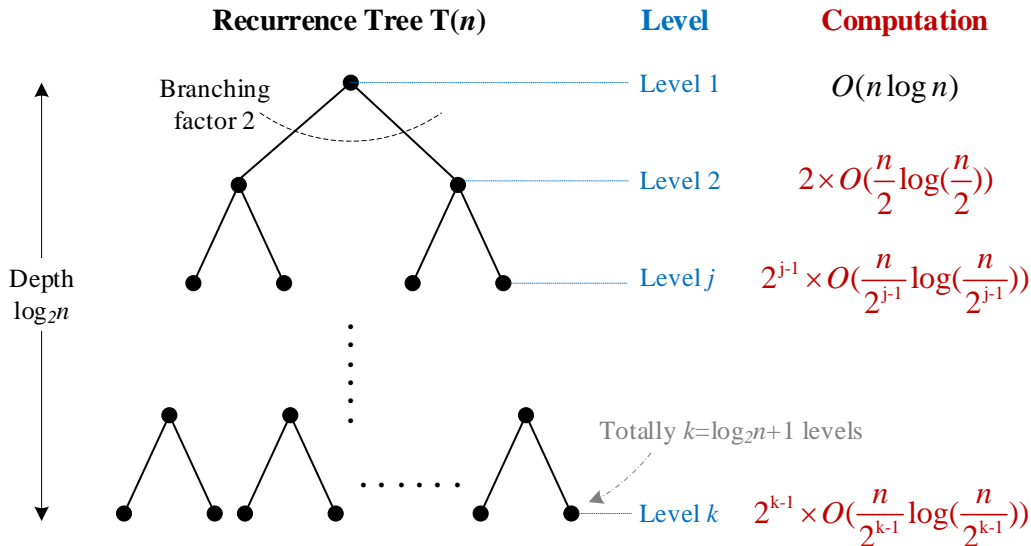 Recurrence Tree T(n) Level Computation
Branching
factor 2
Level 1 O(n log n)
Level 2 2 × O(n/2 log(n/2))
Depth
log₂n
Level j 2^{j-1} × O(n/2^{j-1} log(n/2^{j-1}))
Totally k=log₂n+1 levels
Level k 2^{k-1} × O(n/2^{k-1} log(n/2^{k-1}))